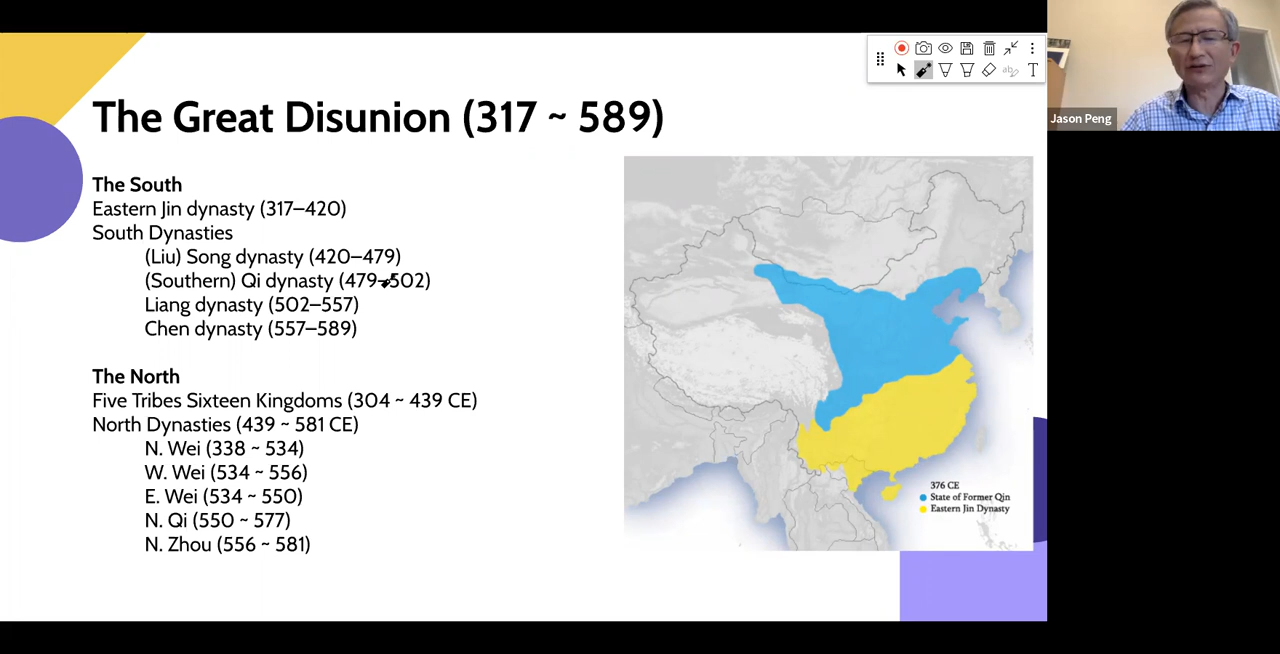 The Great Disunion (317 ~ 589)
The South
Eastern Jin dynasty (317–420)
South Dynasties
(Liu) Song dynasty (420–479)
(Southern) Qi dynasty (479–502)
Liang dynasty (502–557)
Chen dynasty (557–589)
The North
Five Tribes Sixteen Kingdoms (304 ~ 439 CE)
North Dynasties (439 ~ 581 CE)
N. Wei (338 ~ 534)
W. Wei (534 ~ 556)
E. Wei (534 ~ 550)
N. Qi (550 ~ 577)
N. Zhou (556 ~ 581)
376 CE
State of Former Qin
Eastern Jin Dynasty
ab
T
Jason Peng